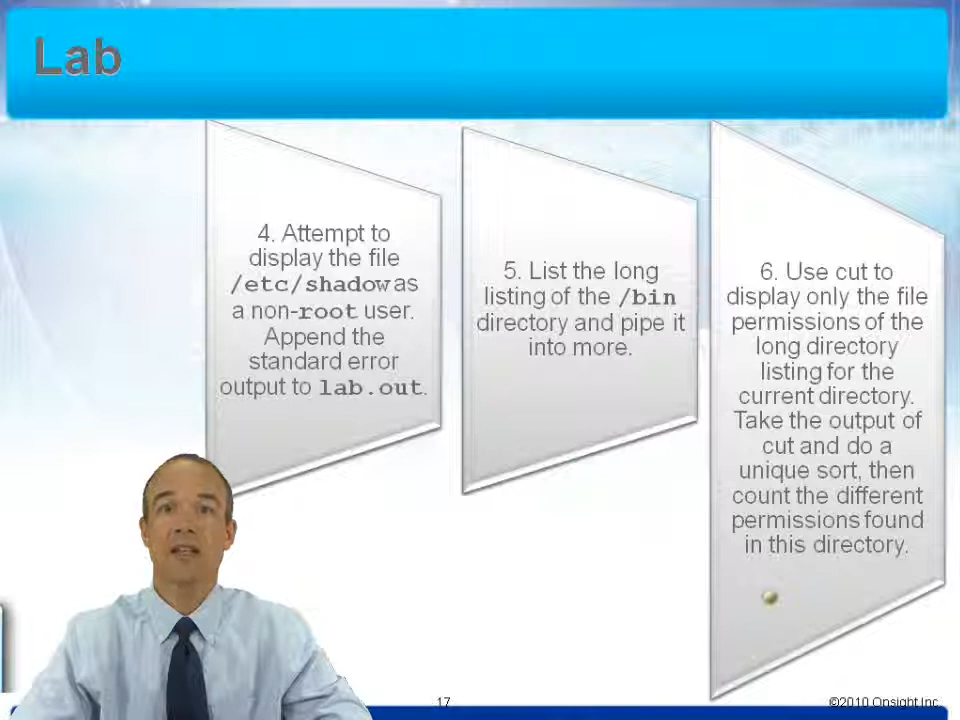 Lab
4. Attempt to
display the file
/etc/shadow as
a non-root user.
Append the
standard error
output to lab.out.
5. List the long
listing of the /bin
directory and pipe it
into more.
6. Use cut to
display only the file
permissions of the
long directory
listing for the
current directory.
Take the output of
cut and do a
unique sort, then
count the different
permissions found
in this directory.
17
©2010 Onsight Inc